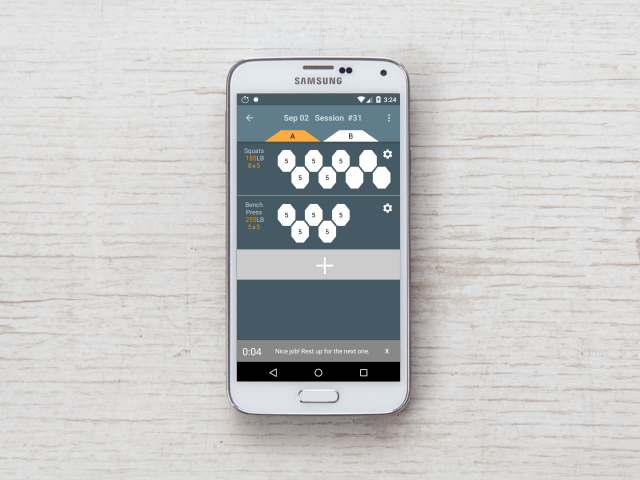 SAMSUNG
3:24
Sep 02 Session #31
A B
Squats
185LB
8 x 5
5 5 5
5 5
Bench
Press
255LB
5 x 5
5 5 5
5 5
0:04 Nice job! Rest up for the next one. X